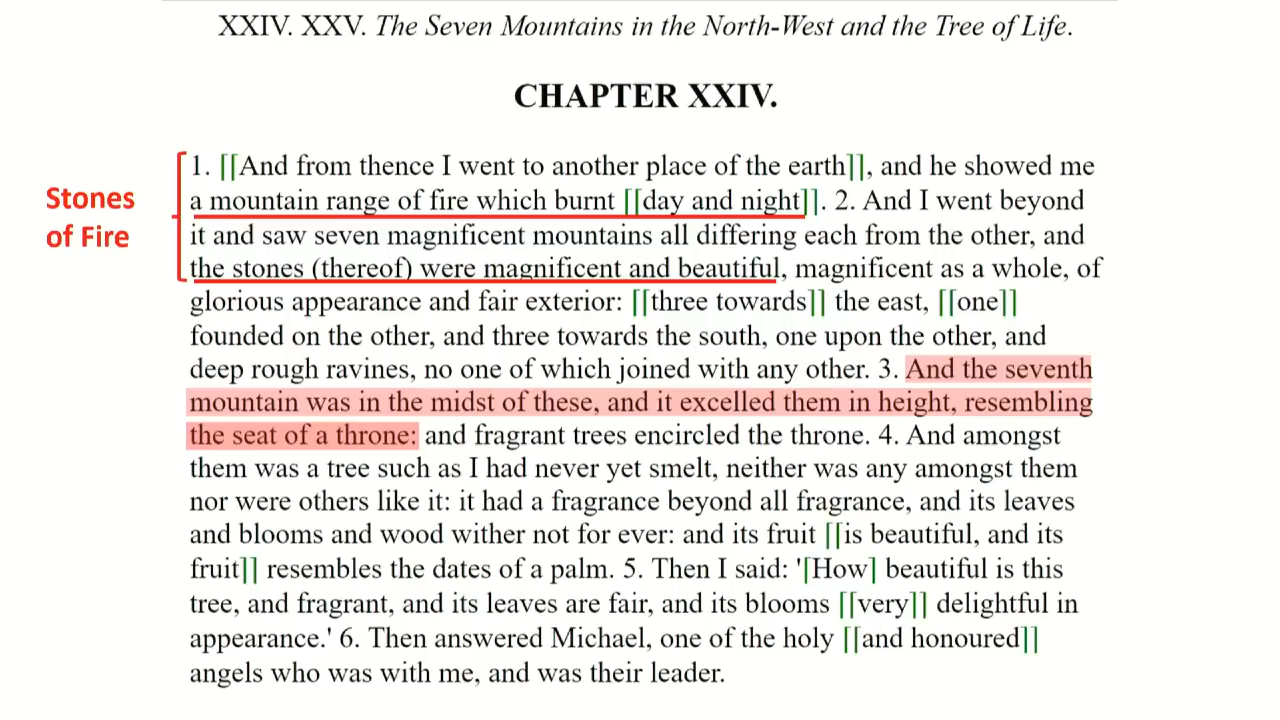 XXIV. XXV. The Seven Mountains in the North-West and the Tree of Life.
CHAPTER XXIV.
Stones
of Fire
1. [[And from thence I went to another place of the earth]], and he showed me
a mountain range of fire which burnt [[day and night]]. 2. And I went beyond
it and saw seven magnificent mountains all differing each from the other, and
the stones (thereof) were magnificent and beautiful, magnificent as a whole, of
glorious appearance and fair exterior: [[three towards]] the east, [[one]]
founded on the other, and three towards the south, one upon the other, and
deep rough ravines, no one of which joined with any other. 3. And the seventh
mountain was in the midst of these, and it excelled them in height, resembling
the seat of a throne: and fragrant trees encircled the throne. 4. And amongst
them was a tree such as I had never yet smelt, neither was any amongst them
nor were others like it: it had a fragrance beyond all fragrance, and its leaves
and blooms and wood wither not for ever: and its fruit [[is beautiful, and its
fruit]] resembles the dates of a palm. 5. Then I said: '[How] beautiful is this
tree, and fragrant, and its leaves are fair, and its blooms [[very]] delightful in
appearance.' 6. Then answered Michael, one of the holy [[and honoured]]
angels who was with me, and was their leader.